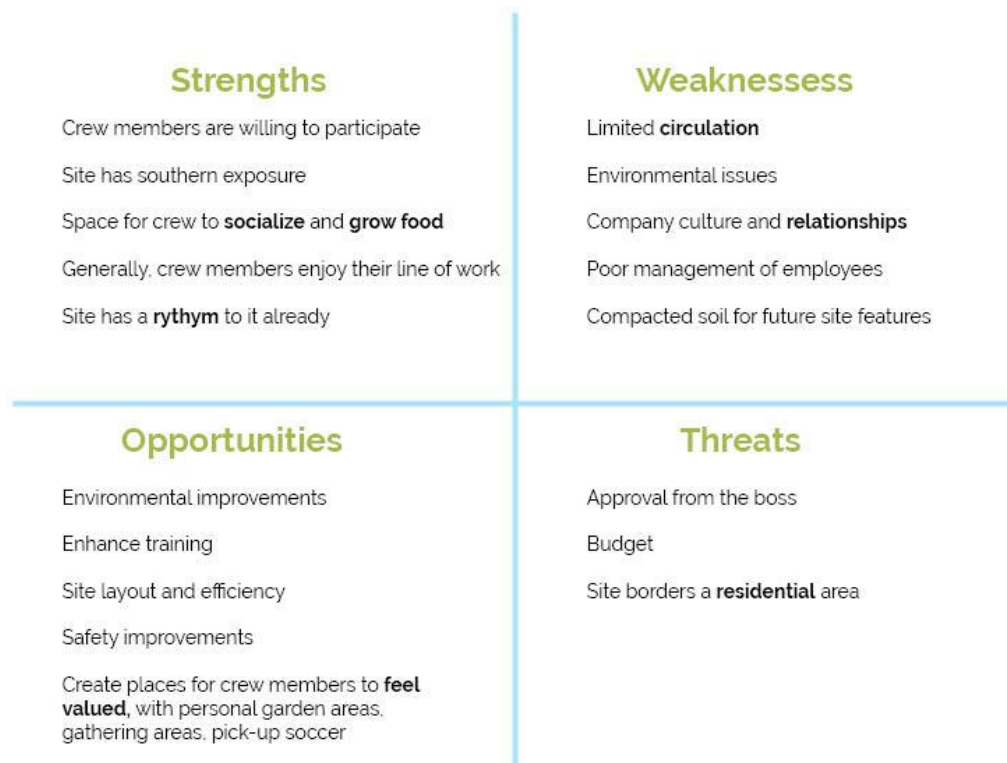 Strengths
Crew members are willing to participate
Site has southern exposure
Space for crew to socialize and grow food
Generally, crew members enjoy their line of work
Site has a rythym to it already
Weaknessess
Limited circulation
Environmental issues
Company culture and relationships
Poor management of employees
Compacted soil for future site features
Opportunities
Environmental improvements
Enhance training
Site layout and efficiency
Safety improvements
Create places for crew members to feel
valued, with personal garden areas,
gathering areas, pick-up soccer
Threats
Approval from the boss
Budget
Site borders a residential area